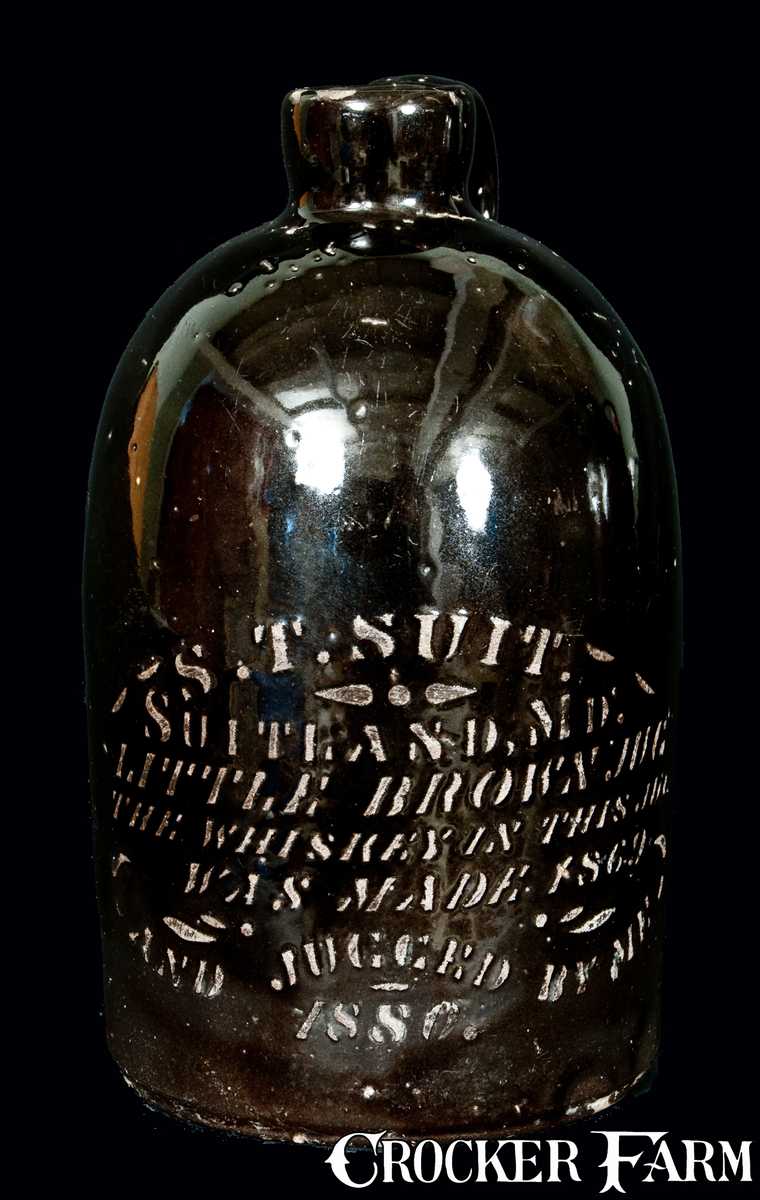 S.T. SUIT.
SUITLAND, MD.
LITTLE BROWN JUG
THE WHISKEY IN THIS JUG
WAS MADE 1869
AND JUGGED BY ME
1880.
CROCKER FARM